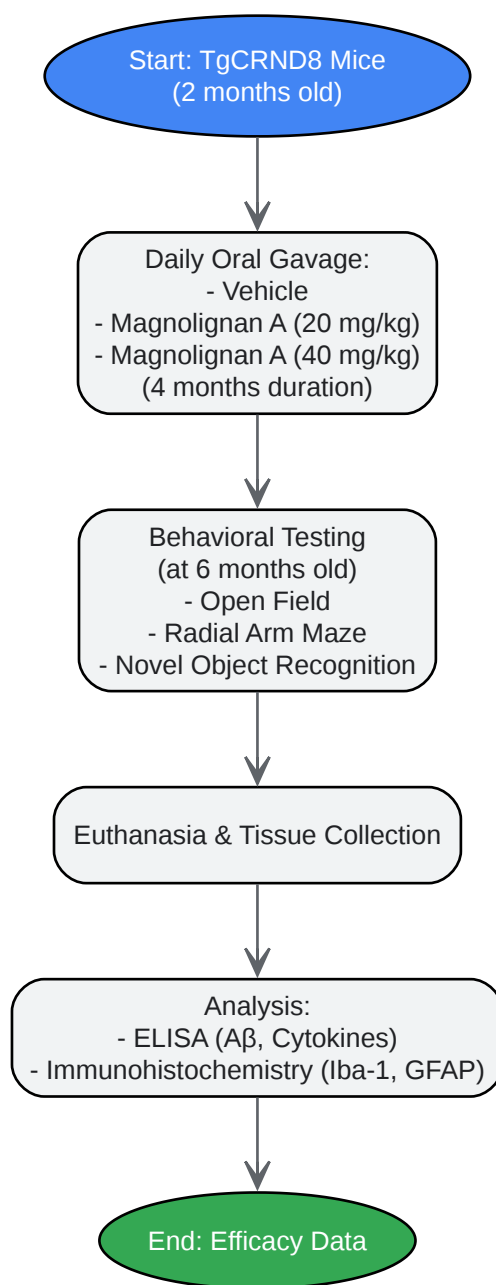 Start: TgCRND8 Mice
(2 months old)
Daily Oral Gavage:
- Vehicle
- Magnolignan A (20 mg/kg)
- Magnolignan A (40 mg/kg)
(4 months duration)
Behavioral Testing
(at 6 months old)
- Open Field
- Radial Arm Maze
- Novel Object Recognition
Euthanasia & Tissue Collection
Analysis:
- ELISA (Aβ, Cytokines)
- Immunohistochemistry (Iba-1, GFAP)
End: Efficacy Data